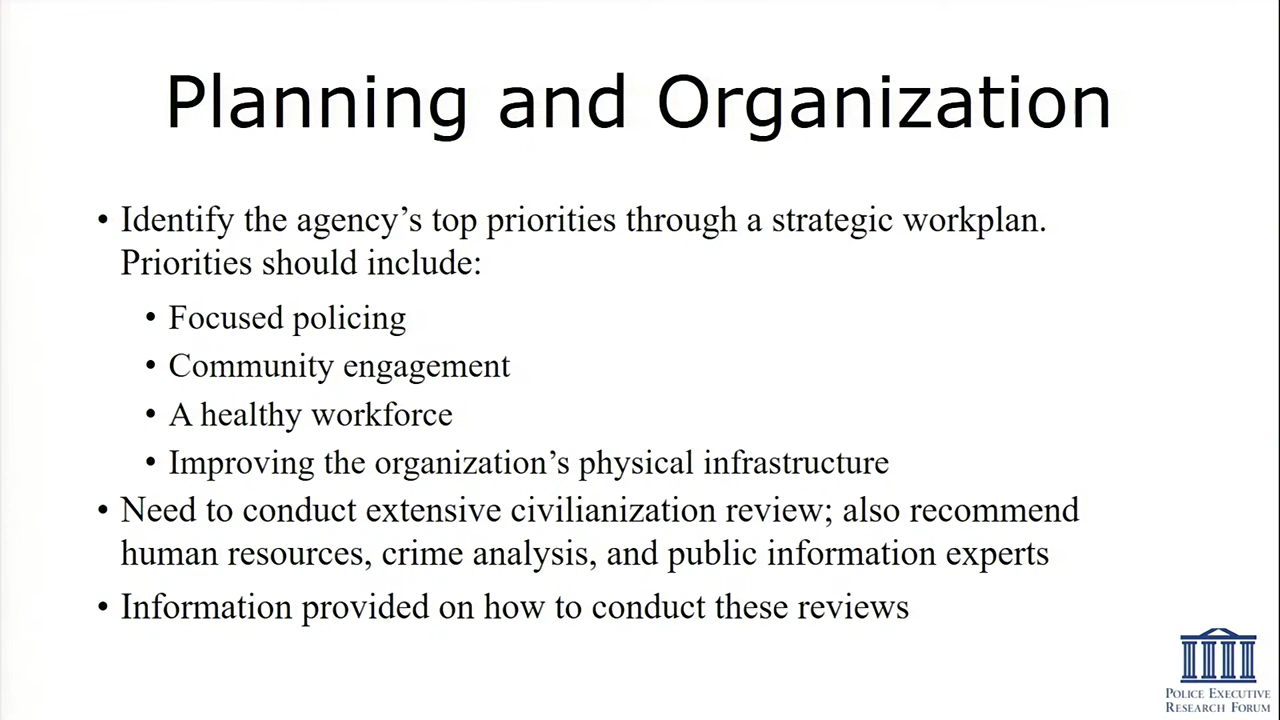 Planning and Organization
• Identify the agency’s top priorities through a strategic workplan.
Priorities should include:
• Focused policing
• Community engagement
• A healthy workforce
• Improving the organization’s physical infrastructure
• Need to conduct extensive civilianization review; also recommend
human resources, crime analysis, and public information experts
• Information provided on how to conduct these reviews
POLICE EXECUTIVE
RESEARCH FORUM